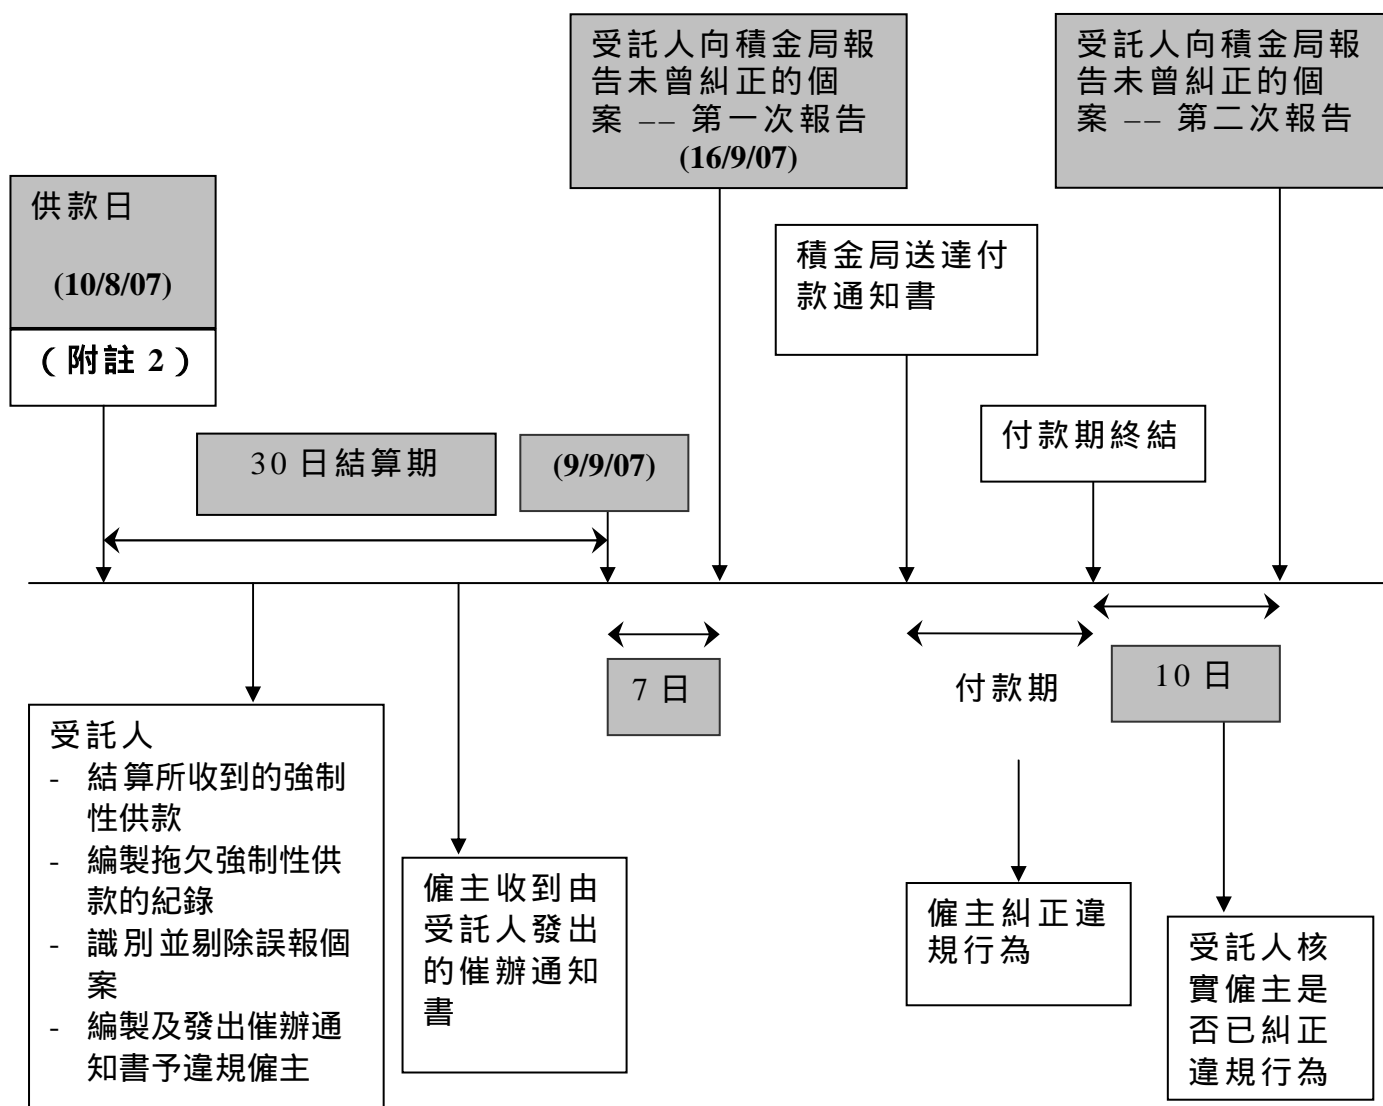 受託人向積金局報
告未曾糾正的個
案 –– 第一次報告
(16/9/07)
受託人向積金局報
告未曾糾正的個
案 –– 第二次報告
供款日
(10/8/07)
（附註 2）
積金局送達付
款通知書
30 日結算期
(9/9/07)
付款期終結
7 日
付款期
10 日
受託人
- 結算所收到的強制
性供款
- 編製拖欠強制性供
款的紀錄
- 識別並剔除誤報個
案
- 編製及發出催辦通
知書予違規僱主
僱主收到由
受託人發出
的催辦通知
書
僱主糾正違
規行為
受託人核
實僱主是
否已糾正
違規行為